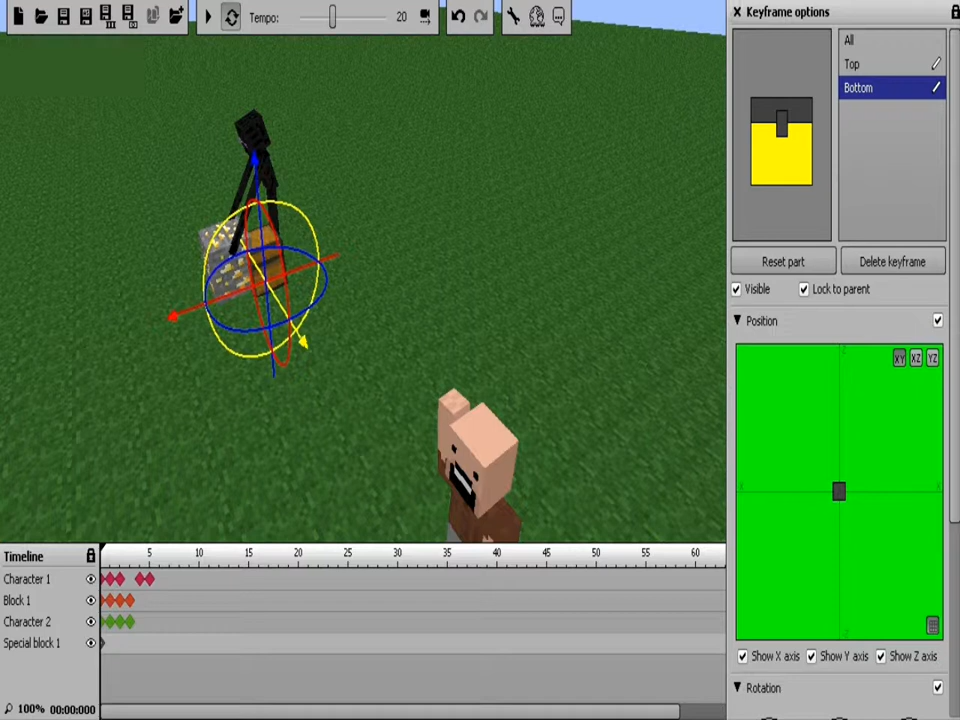 Tempo: 20
Keyframe options
All
Top
Bottom
Reset part Delete keyframe
Visible Lock to parent
Position
XY XZ YZ
Show X axis Show Y axis Show Z axis
Rotation
Timeline 5 10 15 20 25 30 35 40 45 50 55 60
Character 1
Block 1
Character 2
Special block 1
100% 00:00:000